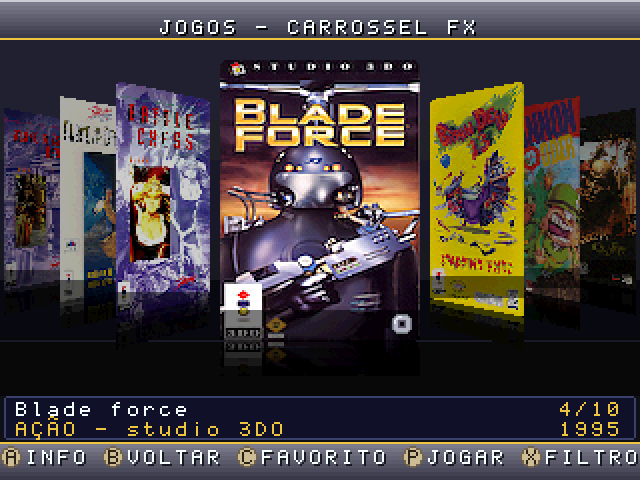 JOGOS - CARROSSEL FX
STUDIO 3DO
BLADE
FORCE
BATTLE
CHESS
Blade force
4/10
AÇÃO - studio 3DO
1995
A INFO B VOLTAR C FAVORITO P JOGAR X FILTRO